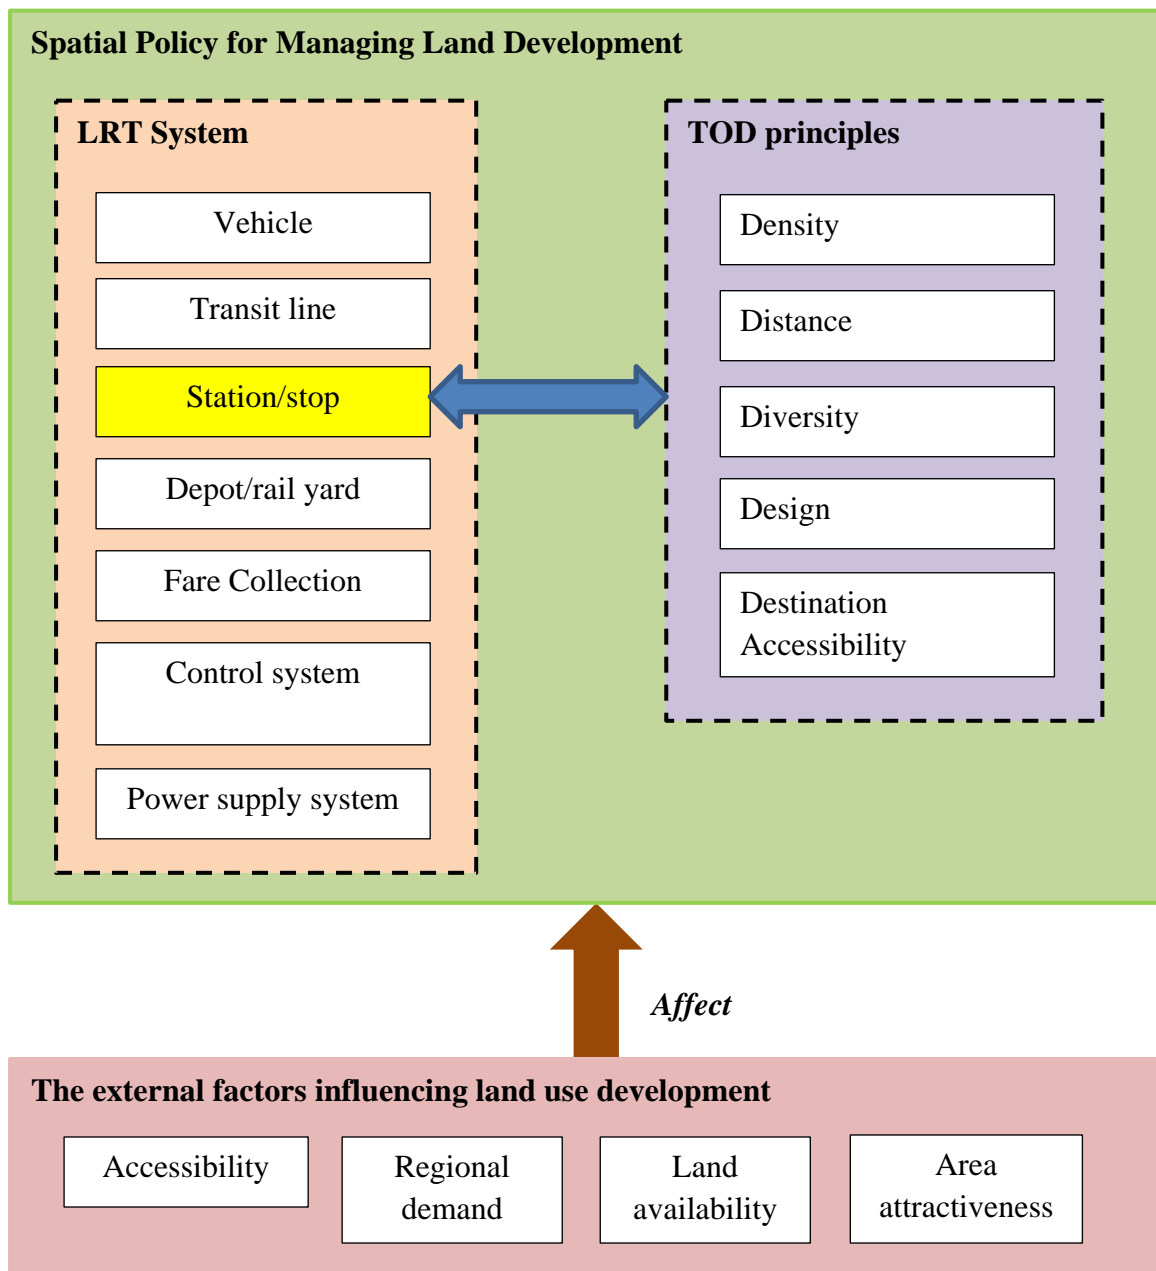 Spatial Policy for Managing Land Development
LRT System
Vehicle
Transit line
Station/stop
Depot/rail yard
Fare Collection
Control system
Power supply system
TOD principles
Density
Distance
Diversity
Design
Destination
Accessibility
Affect
The external factors influencing land use development
Accessibility
Regional
demand
Land
availability
Area
attractiveness